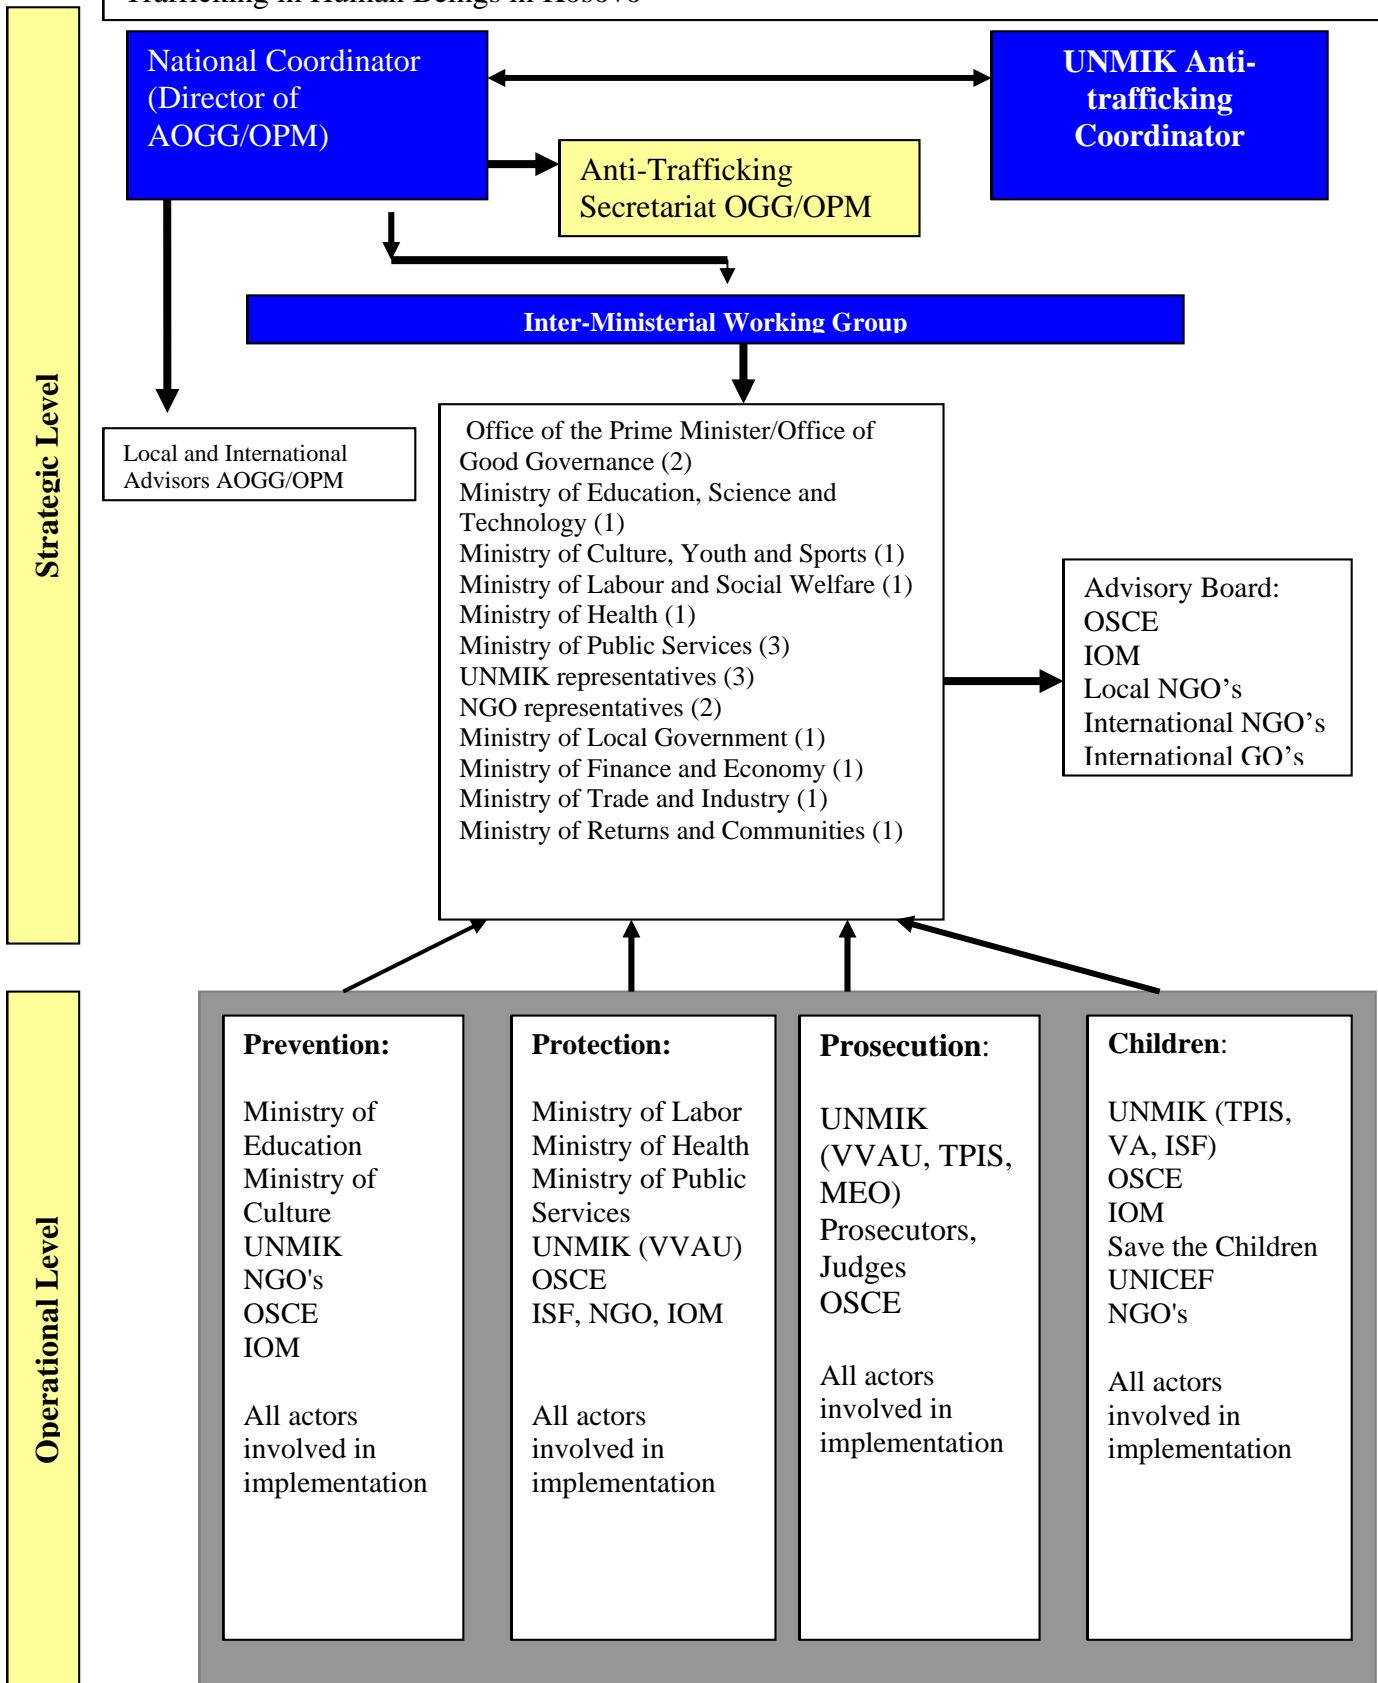 Trafficking in Human Beings in Kosovo
National Coordinator
(Director of
AOGG/OPM)
UNMIK Anti-
trafficking
Coordinator
Anti-Trafficking
Secretariat OGG/OPM
Inter-Ministerial Working Group
Strategic Level
Local and International
Advisors AOGG/OPM
Office of the Prime Minister/Office of
Good Governance (2)
Ministry of Education, Science and
Technology (1)
Ministry of Culture, Youth and Sports (1)
Ministry of Labour and Social Welfare (1)
Ministry of Health (1)
Ministry of Public Services (3)
UNMIK representatives (3)
NGO representatives (2)
Ministry of Local Government (1)
Ministry of Finance and Economy (1)
Ministry of Trade and Industry (1)
Ministry of Returns and Communities (1)
Advisory Board:
OSCE
IOM
Local NGO’s
International NGO’s
International GO’s
Operational Level
Prevention:
Ministry of
Education
Ministry of
Culture
UNMIK
NGO's
OSCE
IOM
All actors
involved in
implementation
Protection:
Ministry of Labor
Ministry of Health
Ministry of Public
Services
UNMIK (VVAU)
OSCE
ISF, NGO, IOM
All actors
involved in
implementation
Prosecution:
UNMIK
(VVAU, TPIS,
MEO)
Prosecutors,
Judges
OSCE
All actors
involved in
implementation
Children:
UNMIK (TPIS,
VA, ISF)
OSCE
IOM
Save the Children
UNICEF
NGO's
All actors
involved in
implementation